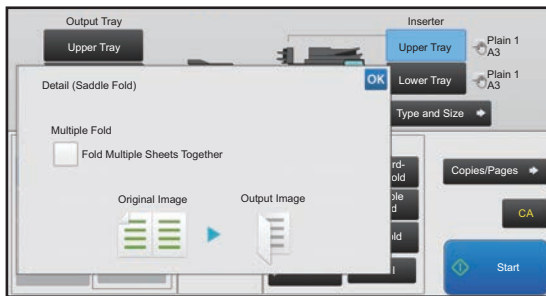 Output Tray
Inserter
Upper Tray
Upper Tray
Plain 1
A3
Detail (Saddle Fold)
OK
Lower Tray
Plain 1
A3
Type and Size
Multiple Fold
Fold Multiple Sheets Together
Copies/Pages
Original Image
Output Image
CA
Start